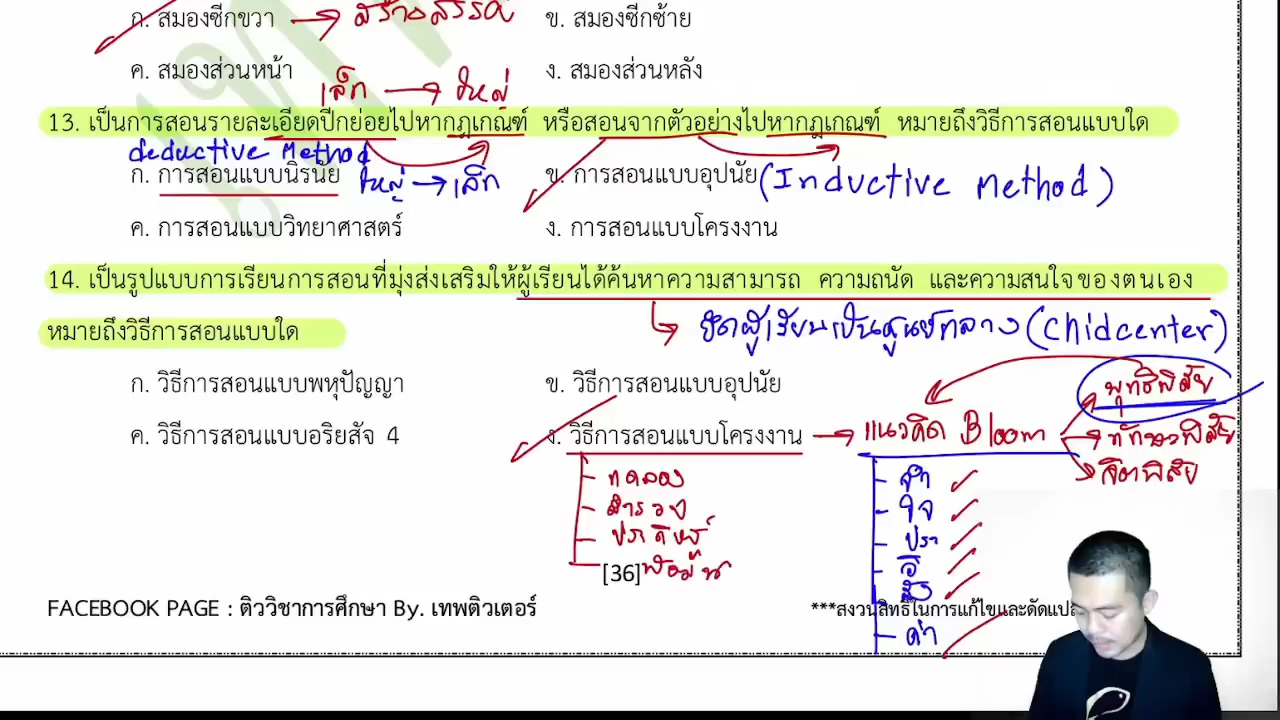 ก. สมองซีกขวา → สร้างสรรค์ ข. สมองซีกซ้าย
ค. สมองส่วนหน้า ง. สมองส่วนหลัง
เล็ก → ใหญ่
13. เป็นการสอนรายละเอียดปีกย่อยไปหากฎเกณฑ์ หรือสอนจากตัวอย่างไปหากฎเกณฑ์ หมายถึงวิธีการสอนแบบใด
deductive Method
ก. การสอนแบบนิรนัย ใหญ่ → เล็ก ข. การสอนแบบอุปนัย (Inductive Method)
ค. การสอนแบบวิทยาศาสตร์ ง. การสอนแบบโครงงาน
14. เป็นรูปแบบการเรียนการสอนที่มุ่งส่งเสริมให้ผู้เรียนได้ค้นหาความสามารถ ความถนัด และความสนใจของตนเอง
หมายถึงวิธีการสอนแบบใด
ยึดผู้เรียนเป็นศูนย์กลาง (Chidcenter)
ก. วิธีการสอนแบบพหุปัญญา ข. วิธีการสอนแบบอุปนัย
พุทธิพิสัย
ค. วิธีการสอนแบบอริยสัจ 4 ง. วิธีการสอนแบบโครงงาน → แนวคิด Bloom
ทักษะพิสัย
จิตพิสัย
ทดลอง
สำรวจ
ประดิษฐ์
จำ
ใจ
ประ
[36]
FACEBOOK PAGE : ติววิชาการศึกษา By. เทพติวเตอร์ ***สงวนสิทธิ์ในการแก้ไขและดัดแปล
ค่า